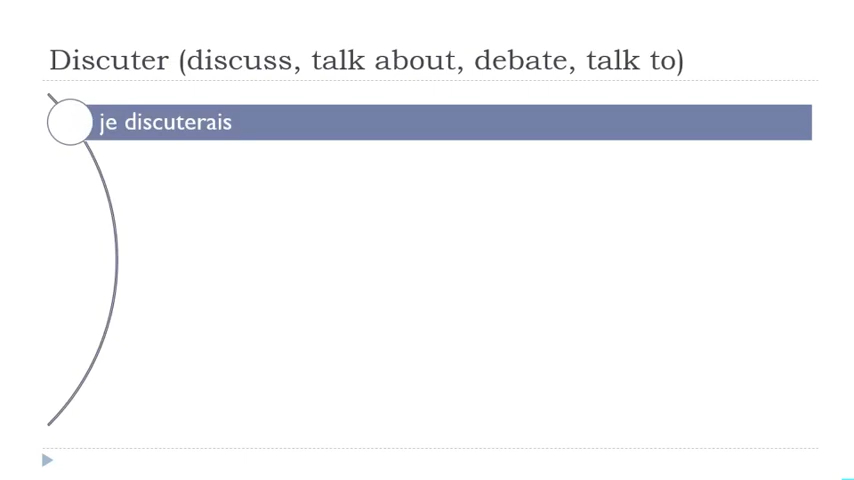 Discuter (discuss, talk about, debate, talk to)
je discuterais